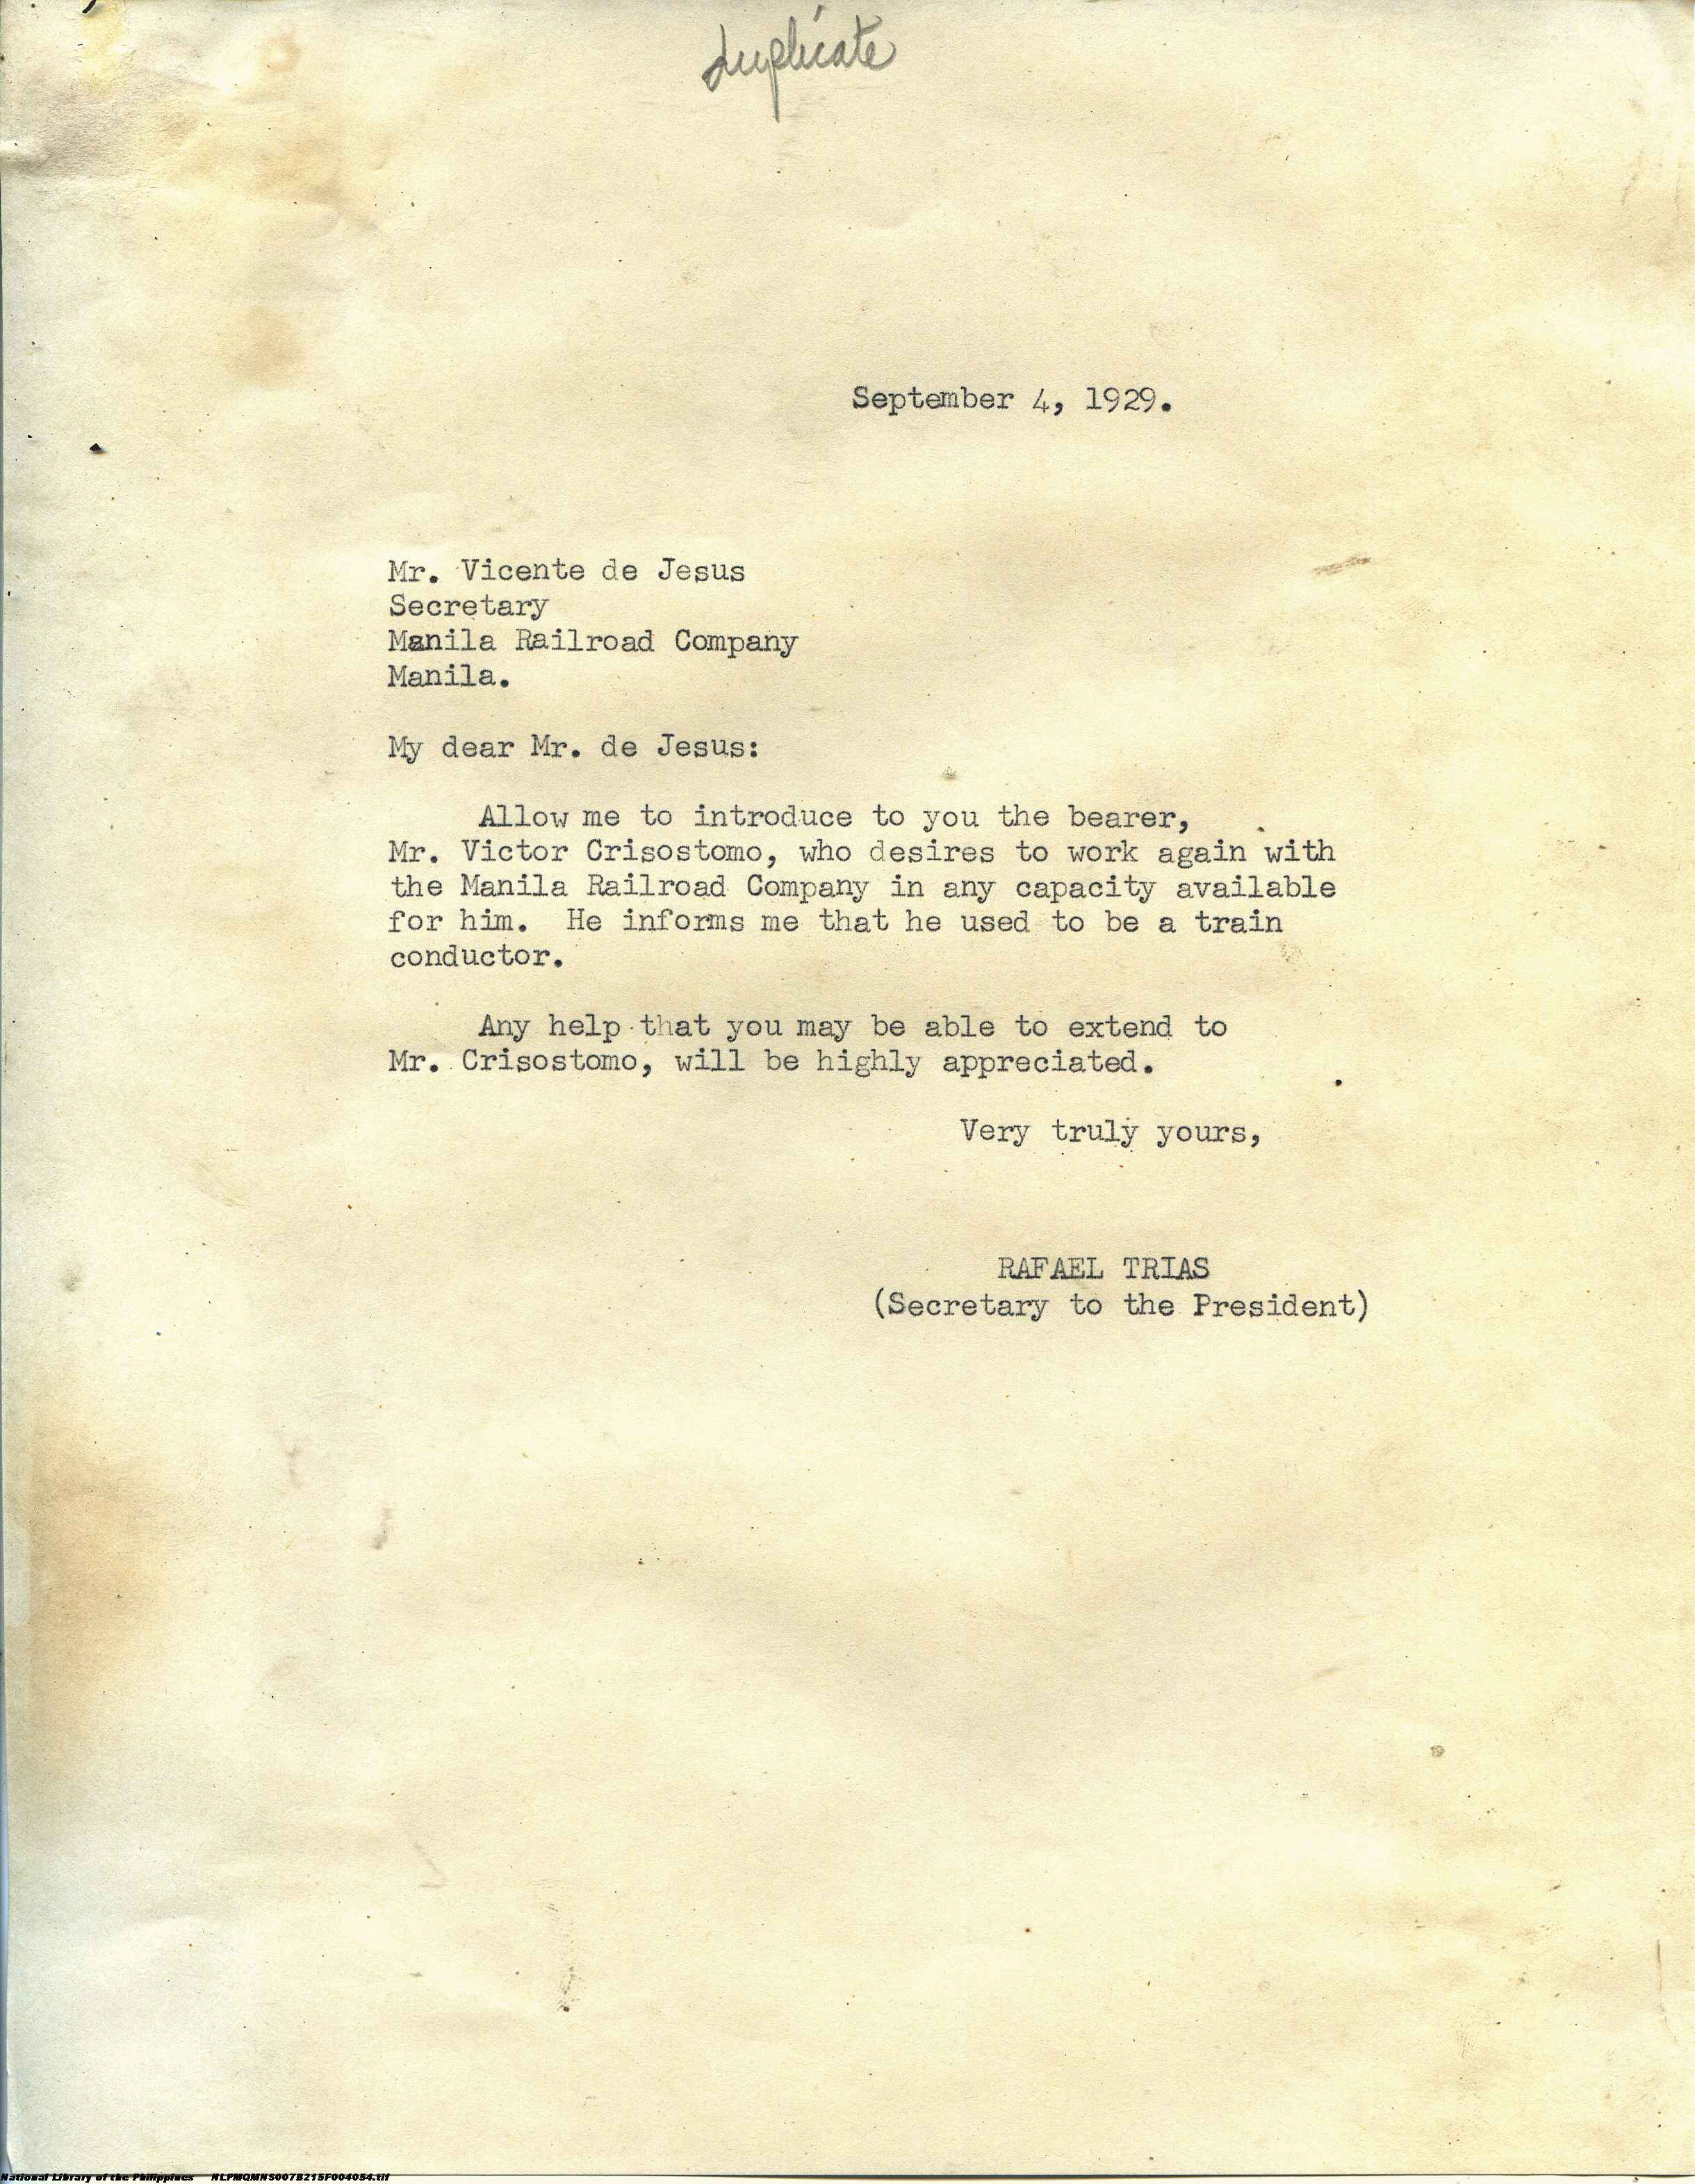 duplicate
September 4, 1929.
Mr. Vicente de Jesus
Secretary
Manila Railroad Company
Manila.
My dear Mr. de Jesus:
Allow me to introduce to you the bearer,
Mr. Victor Crisostomo, who desires to work again with
the Manila Railroad Company in any capacity available
for him. He informs me that he used to be a train
conductor.
Any help that you may be able to extend to
Mr. Crisostomo, will be highly appreciated.
Very truly yours,
RAFAEL TRIAS
(Secretary to the President)
National Library of the Philippines NLPMQMNS007B215F004054.tif